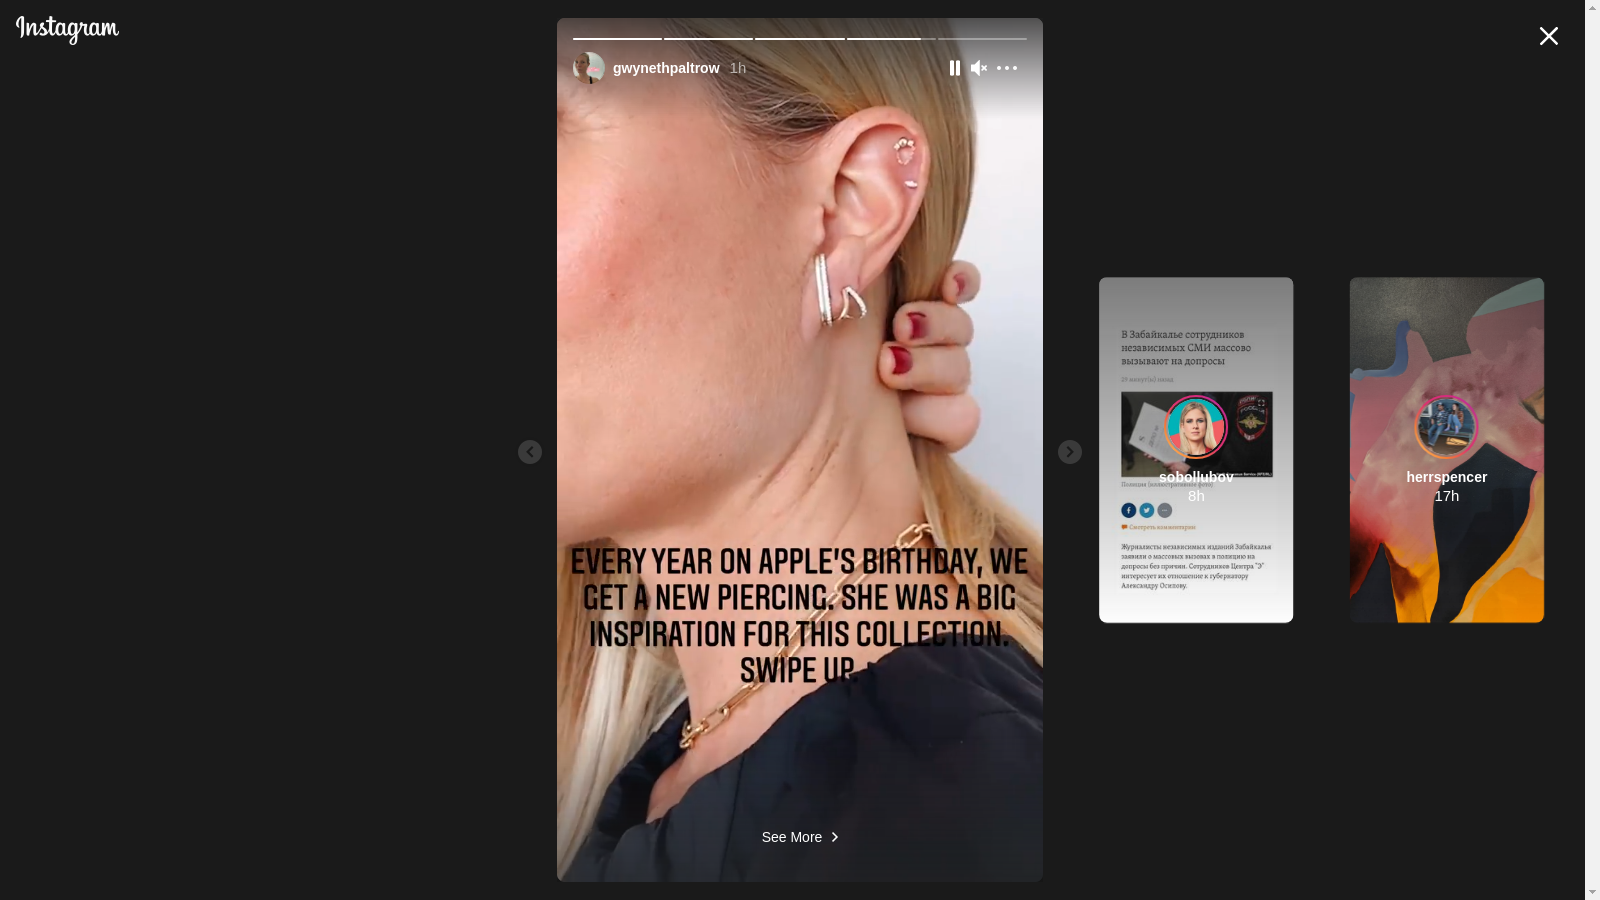 Instagram
gwynethpaltrow 1h
EVERY YEAR ON APPLE'S BIRTHDAY, WE
GET A NEW PIERCING. SHE WAS A BIG
INSPIRATION FOR THIS COLLECTION.
SWIPE UP.
See More
В Забайкалье сотрудников
независимых СМИ массово
вызывают на допросы
sobollubov
8h
Смотреть комментарии
Журналисты независимых изданий Забайкалья
заявили о массовых вызовах в полицию на
допросы без причин. Сотрудников Центра "Э"
интересует их отношение к губернатору
Александру Осипову.
herrspencer
17h